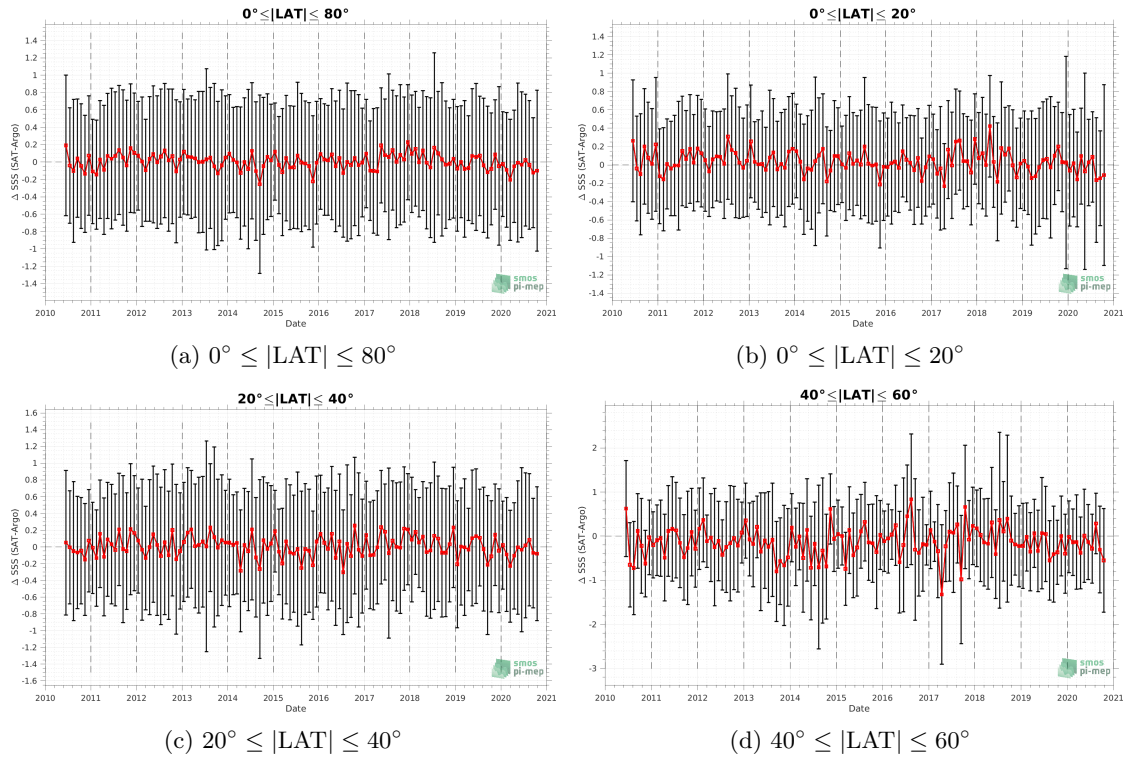 0°≤|LAT|≤ 80°
1.4
1.2
1
0.8
0.6
0.4
0.2
0
-0.2
-0.4
-0.6
-0.8
-1
-1.2
-1.4
Δ SSS (SAT-Argo)
2010 2011 2012 2013 2014 2015 2016 2017 2018 2019 2020 2021
Date
smos
pi-mep
(a) 0° ≤ |LAT| ≤ 80°
0°≤|LAT|≤ 20°
1.4
1.2
1
0.8
0.6
0.4
0.2
0
-0.2
-0.4
-0.6
-0.8
-1
-1.2
-1.4
Δ SSS (SAT-Argo)
2010 2011 2012 2013 2014 2015 2016 2017 2018 2019 2020 2021
Date
smos
pi-mep
(b) 0° ≤ |LAT| ≤ 20°
20°≤|LAT|≤ 40°
1.6
1.4
1.2
1
0.8
0.6
0.4
0.2
0
-0.2
-0.4
-0.6
-0.8
-1
-1.2
-1.4
-1.6
Δ SSS (SAT-Argo)
2010 2011 2012 2013 2014 2015 2016 2017 2018 2019 2020 2021
Date
smos
pi-mep
(c) 20° ≤ |LAT| ≤ 40°
40°≤|LAT|≤ 60°
2
1
0
-1
-2
-3
Δ SSS (SAT-Argo)
2010 2011 2012 2013 2014 2015 2016 2017 2018 2019 2020 2021
Date
smos
pi-mep
(d) 40° ≤ |LAT| ≤ 60°